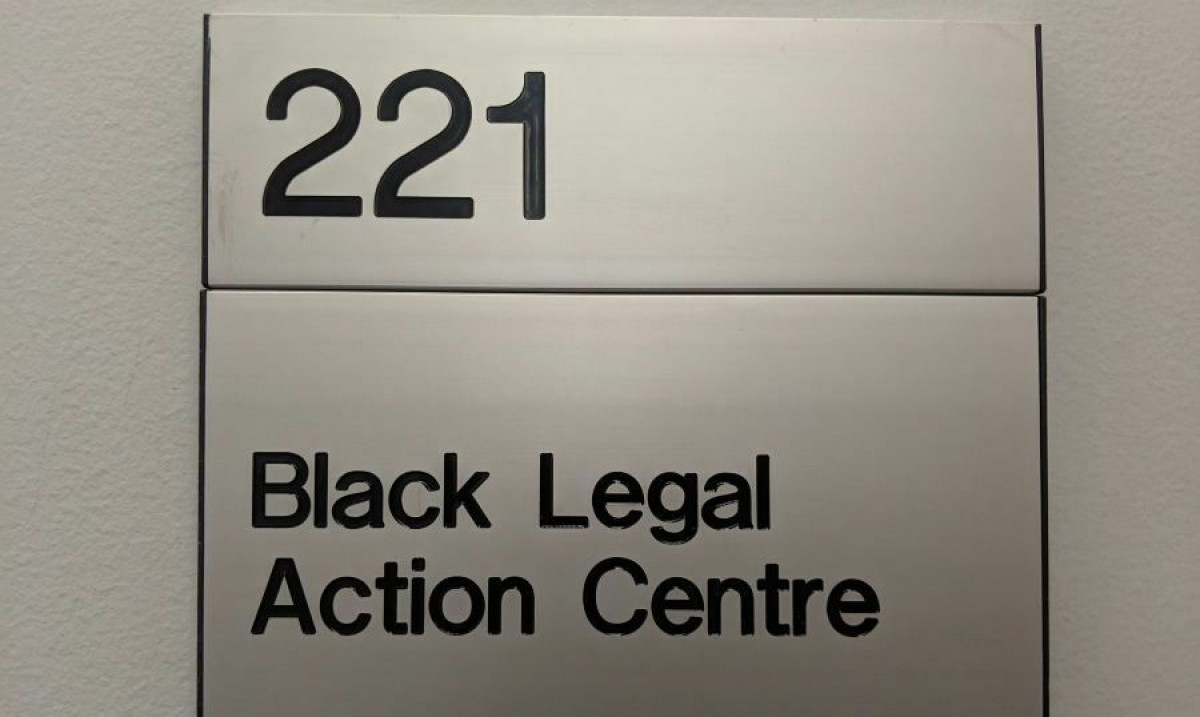 221
Black Legal
Action Centre